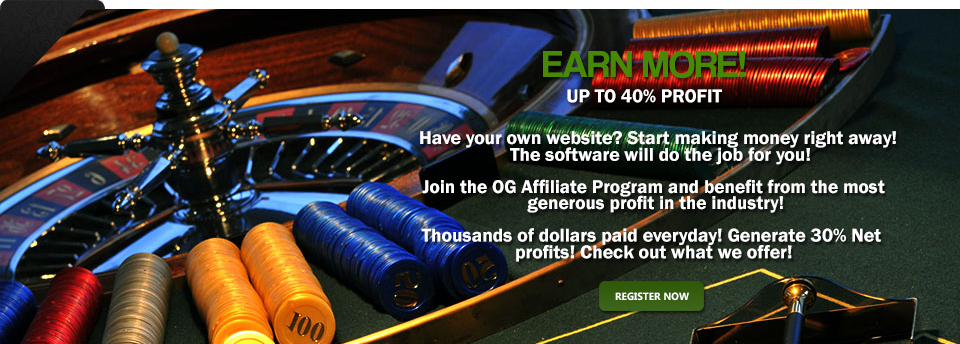 EARN MORE!
UP TO 40% PROFIT
Have your own website? Start making money right away!
The software will do the job for you!
Join the OG Affiliate Program and benefit from the most
generous profit in the industry!
Thousands of dollars paid everyday! Generate 30% Net
profits! Check out what we offer!
REGISTER NOW
100
50
50